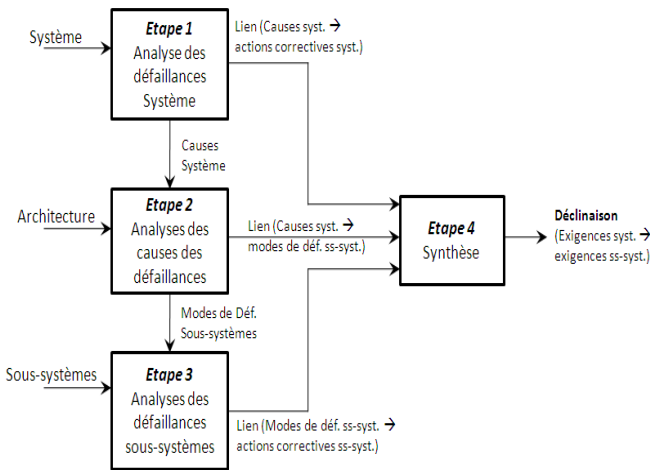 Système
Etape 1
Analyse des
défaillances
Système
Lien (Causes syst. →
actions correctives syst.)
Causes
Système
Architecture
Etape 2
Analyses des
causes des
défaillances
Lien (Causes syst. →
modes de déf. ss-syst.)
Etape 4
Synthèse
Déclinaison
(Exigences syst. →
exigences ss-syst.)
Modes de Déf.
Sous-systèmes
Sous-systèmes
Etape 3
Analyses des
défaillances
sous-systèmes
Lien (Modes de déf. ss-syst. →
actions correctives ss-syst.)